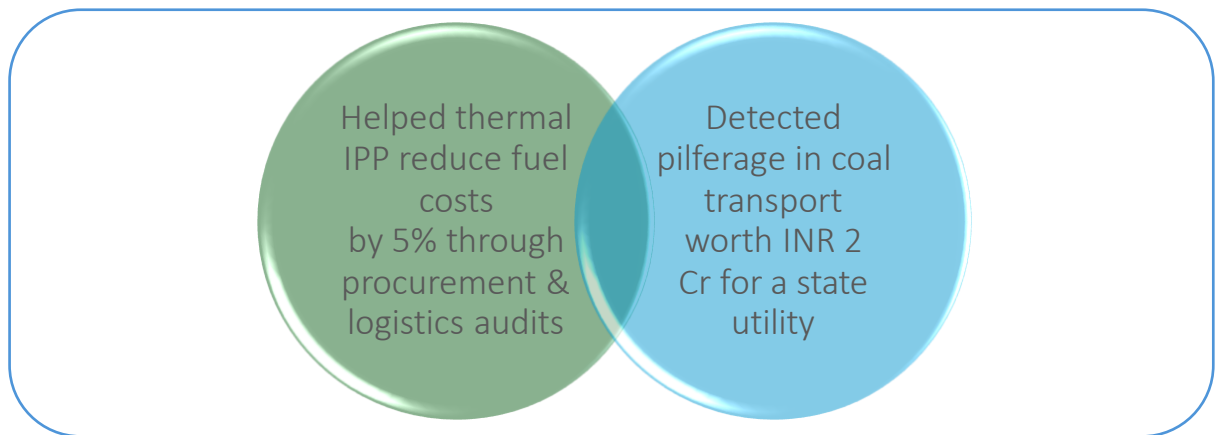 Helped thermal
IPP reduce fuel
costs
by 5% through
procurement &
logistics audits
Detected
pilferage in coal
transport
worth INR 2
Cr for a state
utility